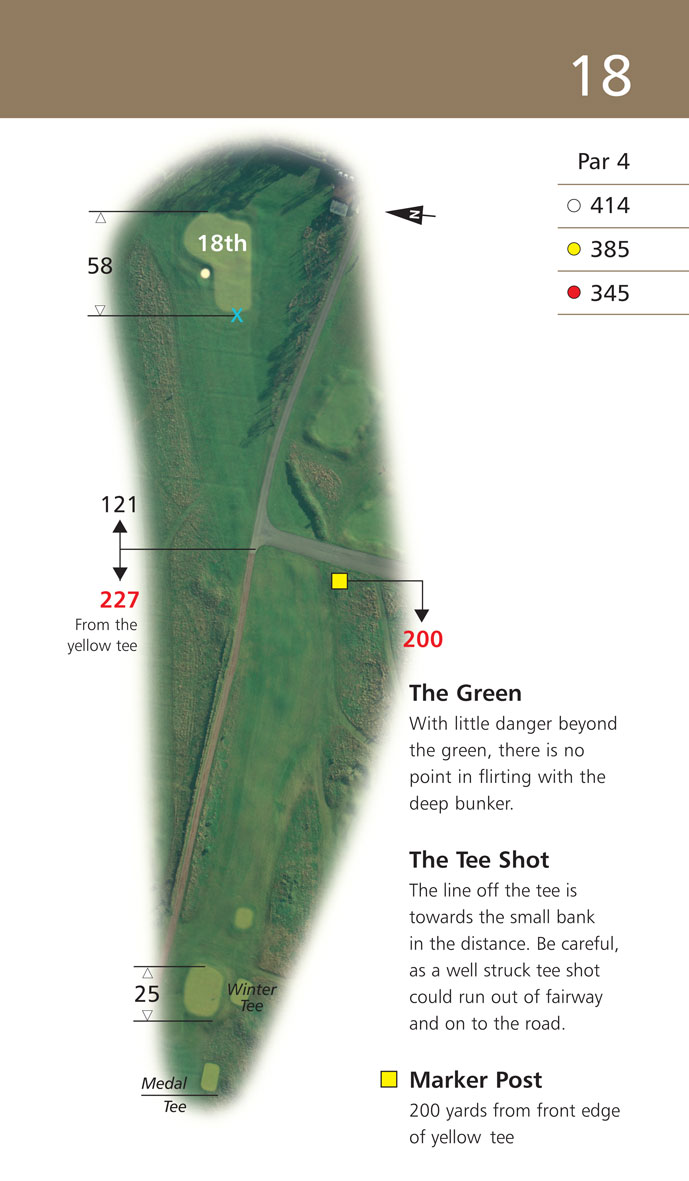 18
Par 4
414
385
345
18th
58
X
N
121
227
From the
yellow tee
200
The Green
With little danger beyond
the green, there is no
point in flirting with the
deep bunker.
The Tee Shot
The line off the tee is
towards the small bank
in the distance. Be careful,
as a well struck tee shot
could run out of fairway
and on to the road.
25
Winter
Tee
Medal
Tee
Marker Post
200 yards from front edge
of yellow tee